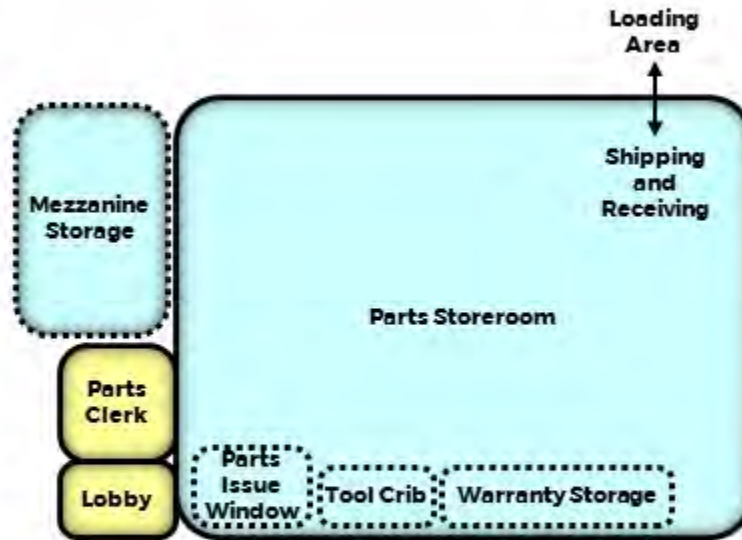 Loading
Area
Shipping
and
Receiving
Mezzanine
Storage
Parts Storeroom
Parts
Clerk
Lobby
Parts
Issue
Window
Tool Crib
Warranty Storage